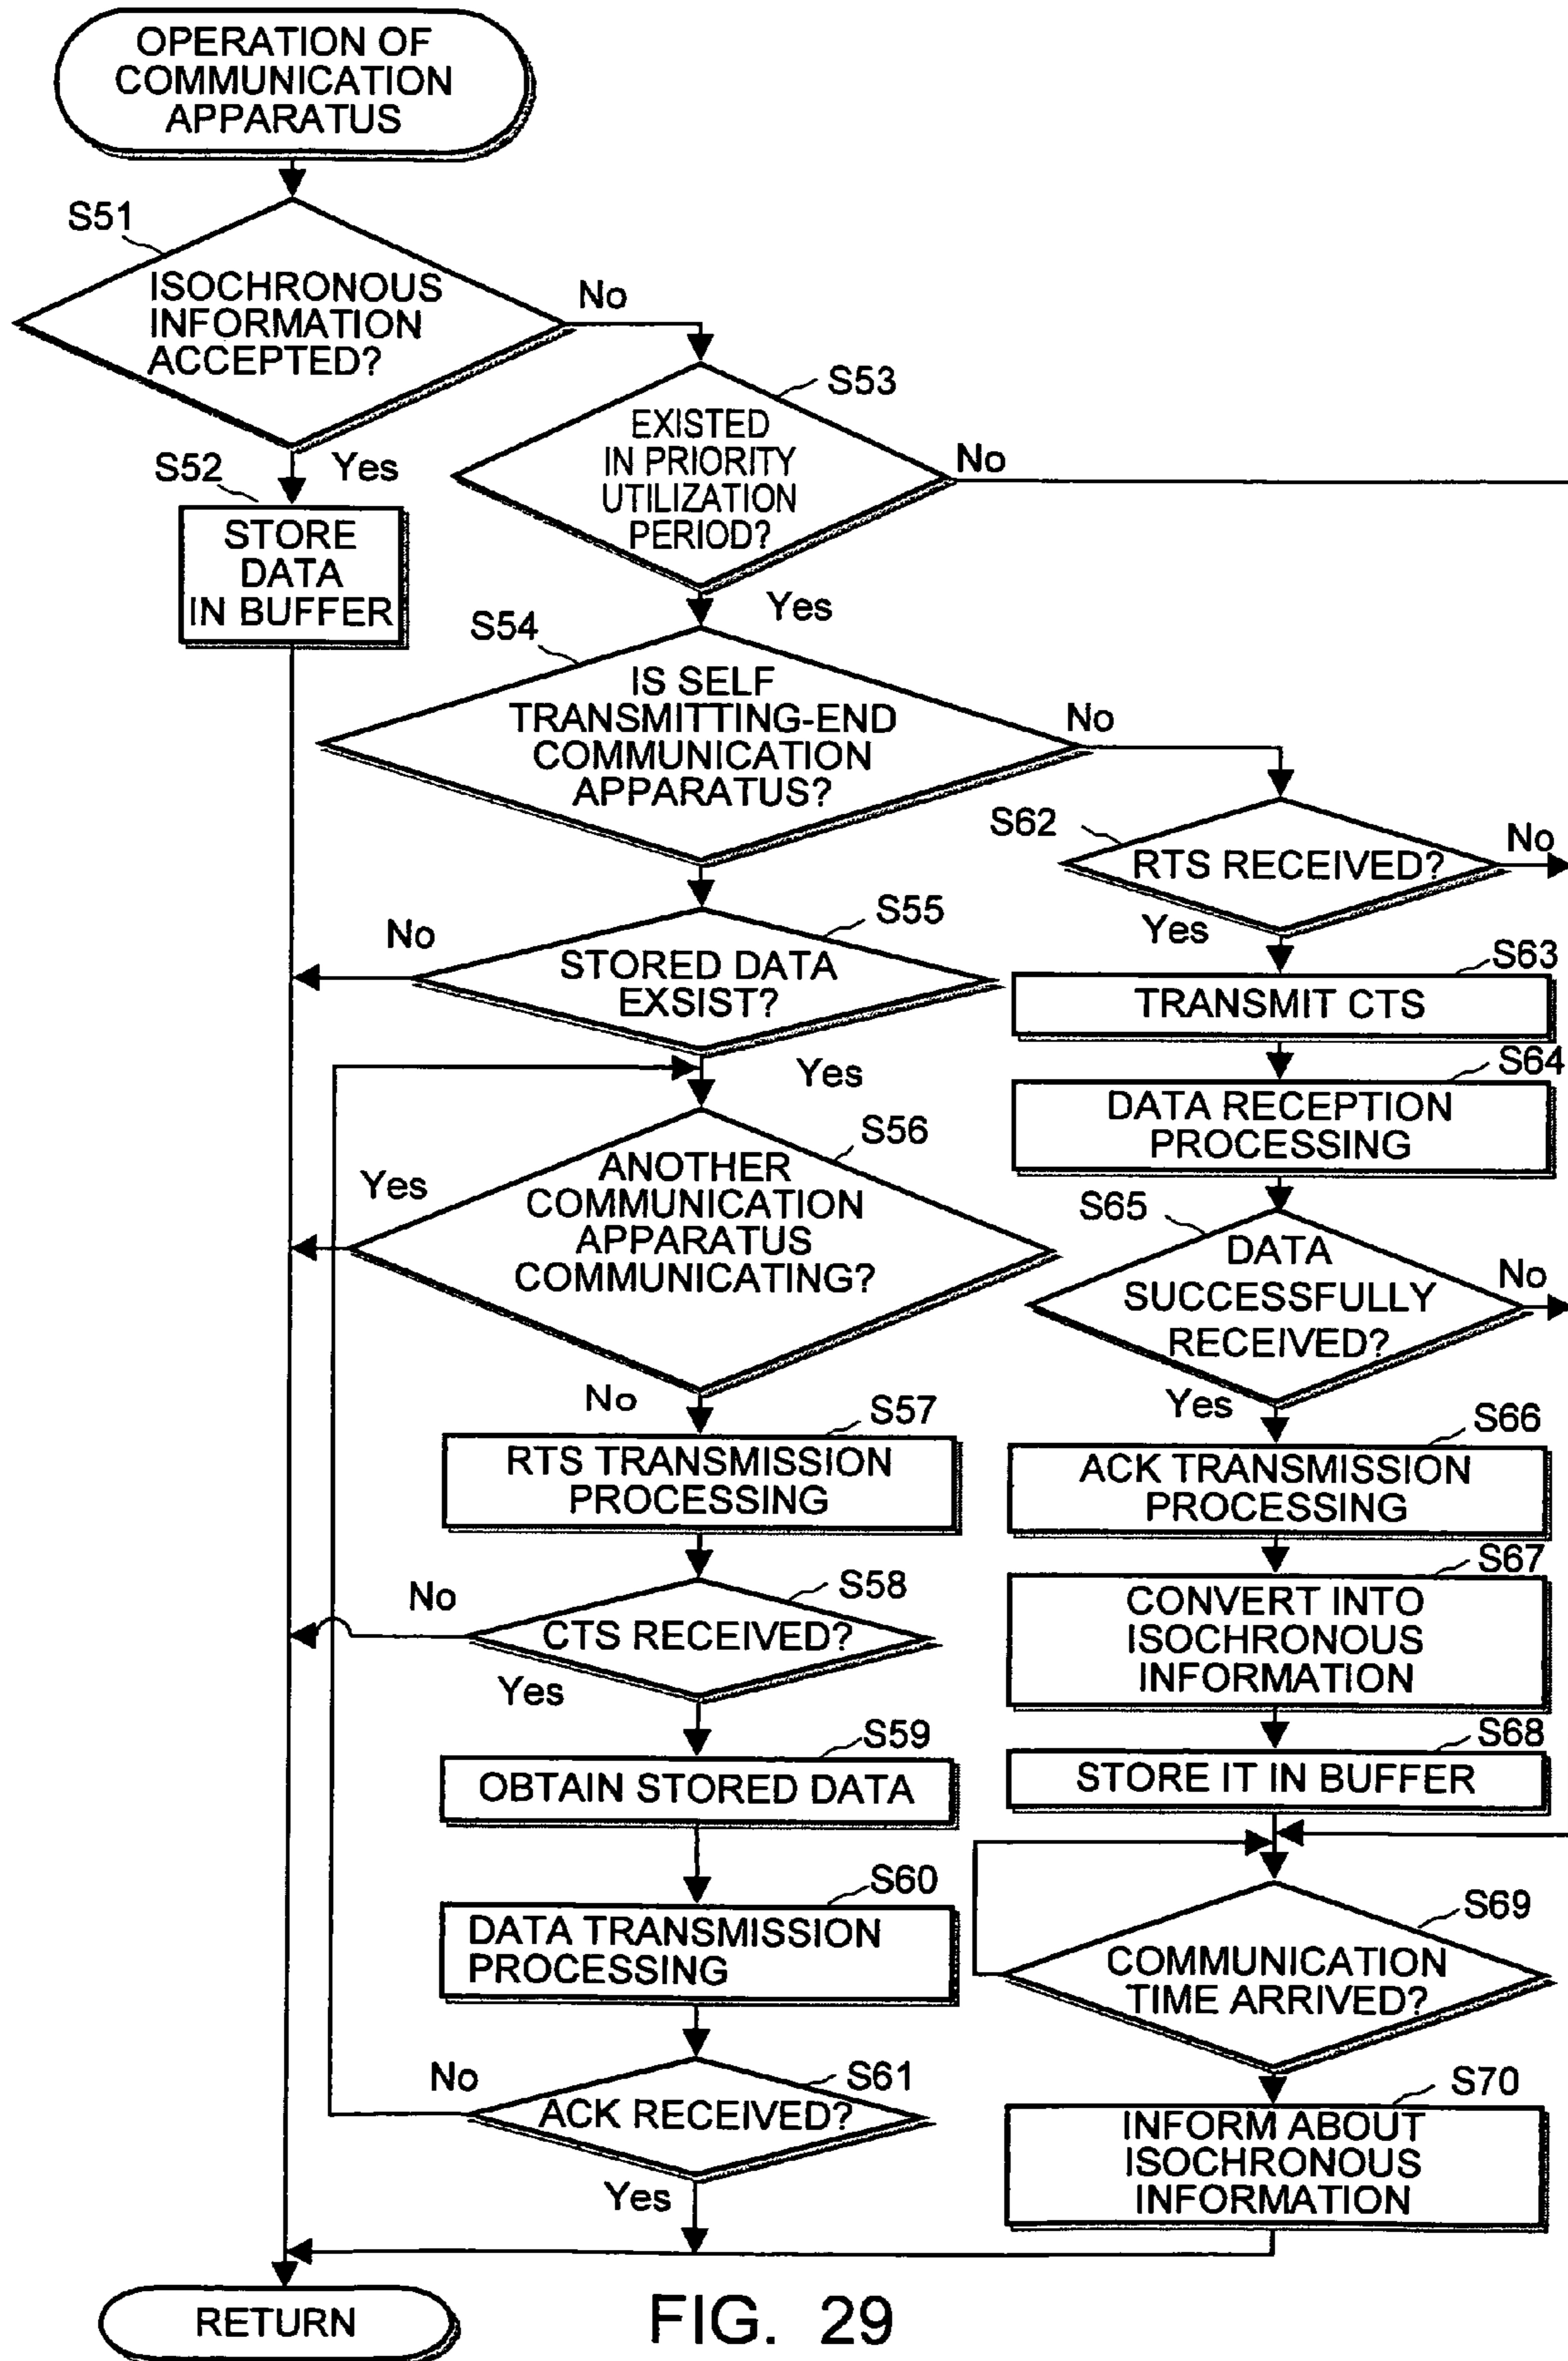 OPERATION OF
COMMUNICATION
APPARATUS
S51
ISOCHRONOUS
INFORMATION
ACCEPTED?
No
Yes
S52
STORE
DATA
IN BUFFER
S53
EXISTED
IN PRIORITY
UTILIZATION
PERIOD?
No
Yes
S54
IS SELF
TRANSMITTING-END
COMMUNICATION
APPARATUS?
No
S55
STORED DATA
EXSIST?
No
Yes
S56
ANOTHER
COMMUNICATION
APPARATUS
COMMUNICATING?
Yes
No
S57
RTS TRANSMISSION
PROCESSING
S58
CTS RECEIVED?
No
Yes
S59
OBTAIN STORED DATA
S60
DATA TRANSMISSION
PROCESSING
S61
ACK RECEIVED?
No
Yes
S62
RTS RECEIVED?
No
Yes
S63
TRANSMIT CTS
S64
DATA RECEPTION
PROCESSING
S65
DATA
SUCCESSFULLY
RECEIVED?
No
Yes
S66
ACK TRANSMISSION
PROCESSING
S67
CONVERT INTO
ISOCHRONOUS
INFORMATION
S68
STORE IT IN BUFFER
S69
COMMUNICATION
TIME ARRIVED?
S70
INFORM ABOUT
ISOCHRONOUS
INFORMATION
RETURN
FIG. 29